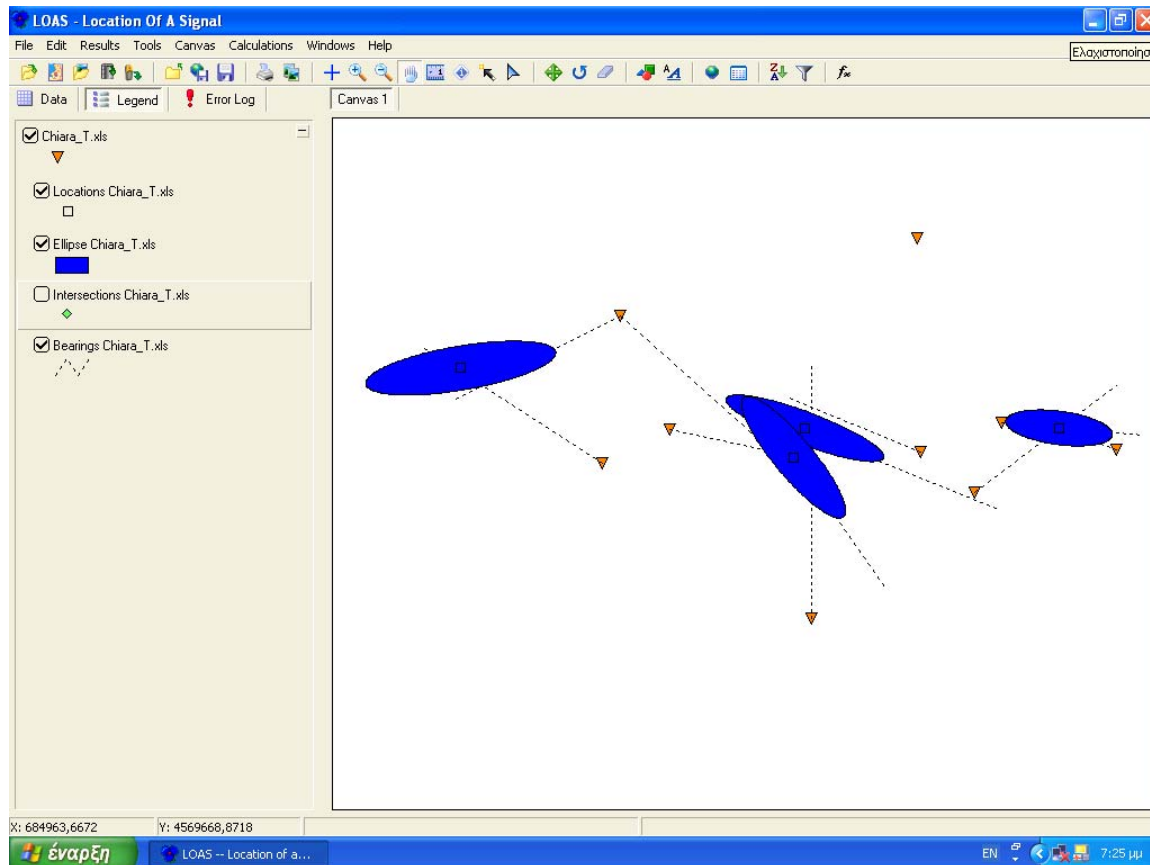 LOAS - Location Of A Signal
File Edit Results Tools Canvas Calculations Windows Help
Ελαχιστοποίησ
Data Legend Error Log Canvas 1
Chiara_T.xls
Locations Chiara_T.xls
Ellipse Chiara_T.xls
Intersections Chiara_T.xls
Bearings Chiara_T.xls
X: 684963,6672 Y: 4569668,8718
έναρξη LOAS -- Location of a... EN 7:25 μμ